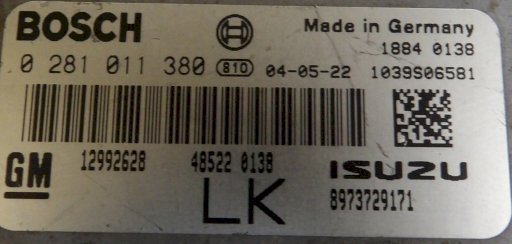 BOSCH Made in Germany
1884 0138
0 281 011 380 810 04-05-22 1039S06581
GM 12992628 48522 0138 ISUZU
LK 8973729171